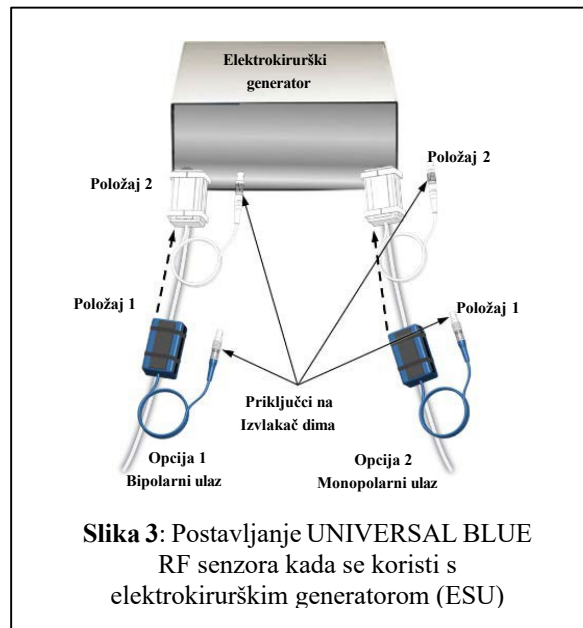 Elektrokirurški
generator
Položaj 2
Položaj 2
Položaj 1
Položaj 1
Priključci na
Izvlakač dima
Opcija 1
Bipolarni ulaz
Opcija 2
Monopolarni ulaz
Slika 3: Postavljanje UNIVERSAL BLUE
RF senzora kada se koristi s
elektrokirurškim generatorom (ESU)